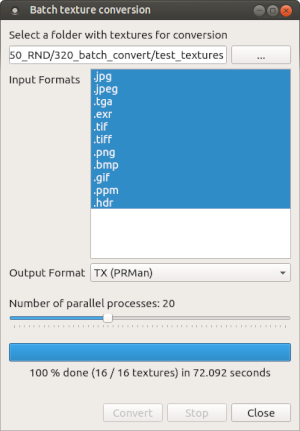 Batch texture conversion
Select a folder with textures for conversion
50_RND/320_batch_convert/test_textures
...
Input Formats
.jpg
.jpeg
.tga
.exr
.tif
.tiff
.png
.bmp
.gif
.ppm
.hdr
Output Format
TX (PRMan)
Number of parallel processes: 20
100 % done (16 / 16 textures) in 72.092 seconds
Convert
Stop
Close